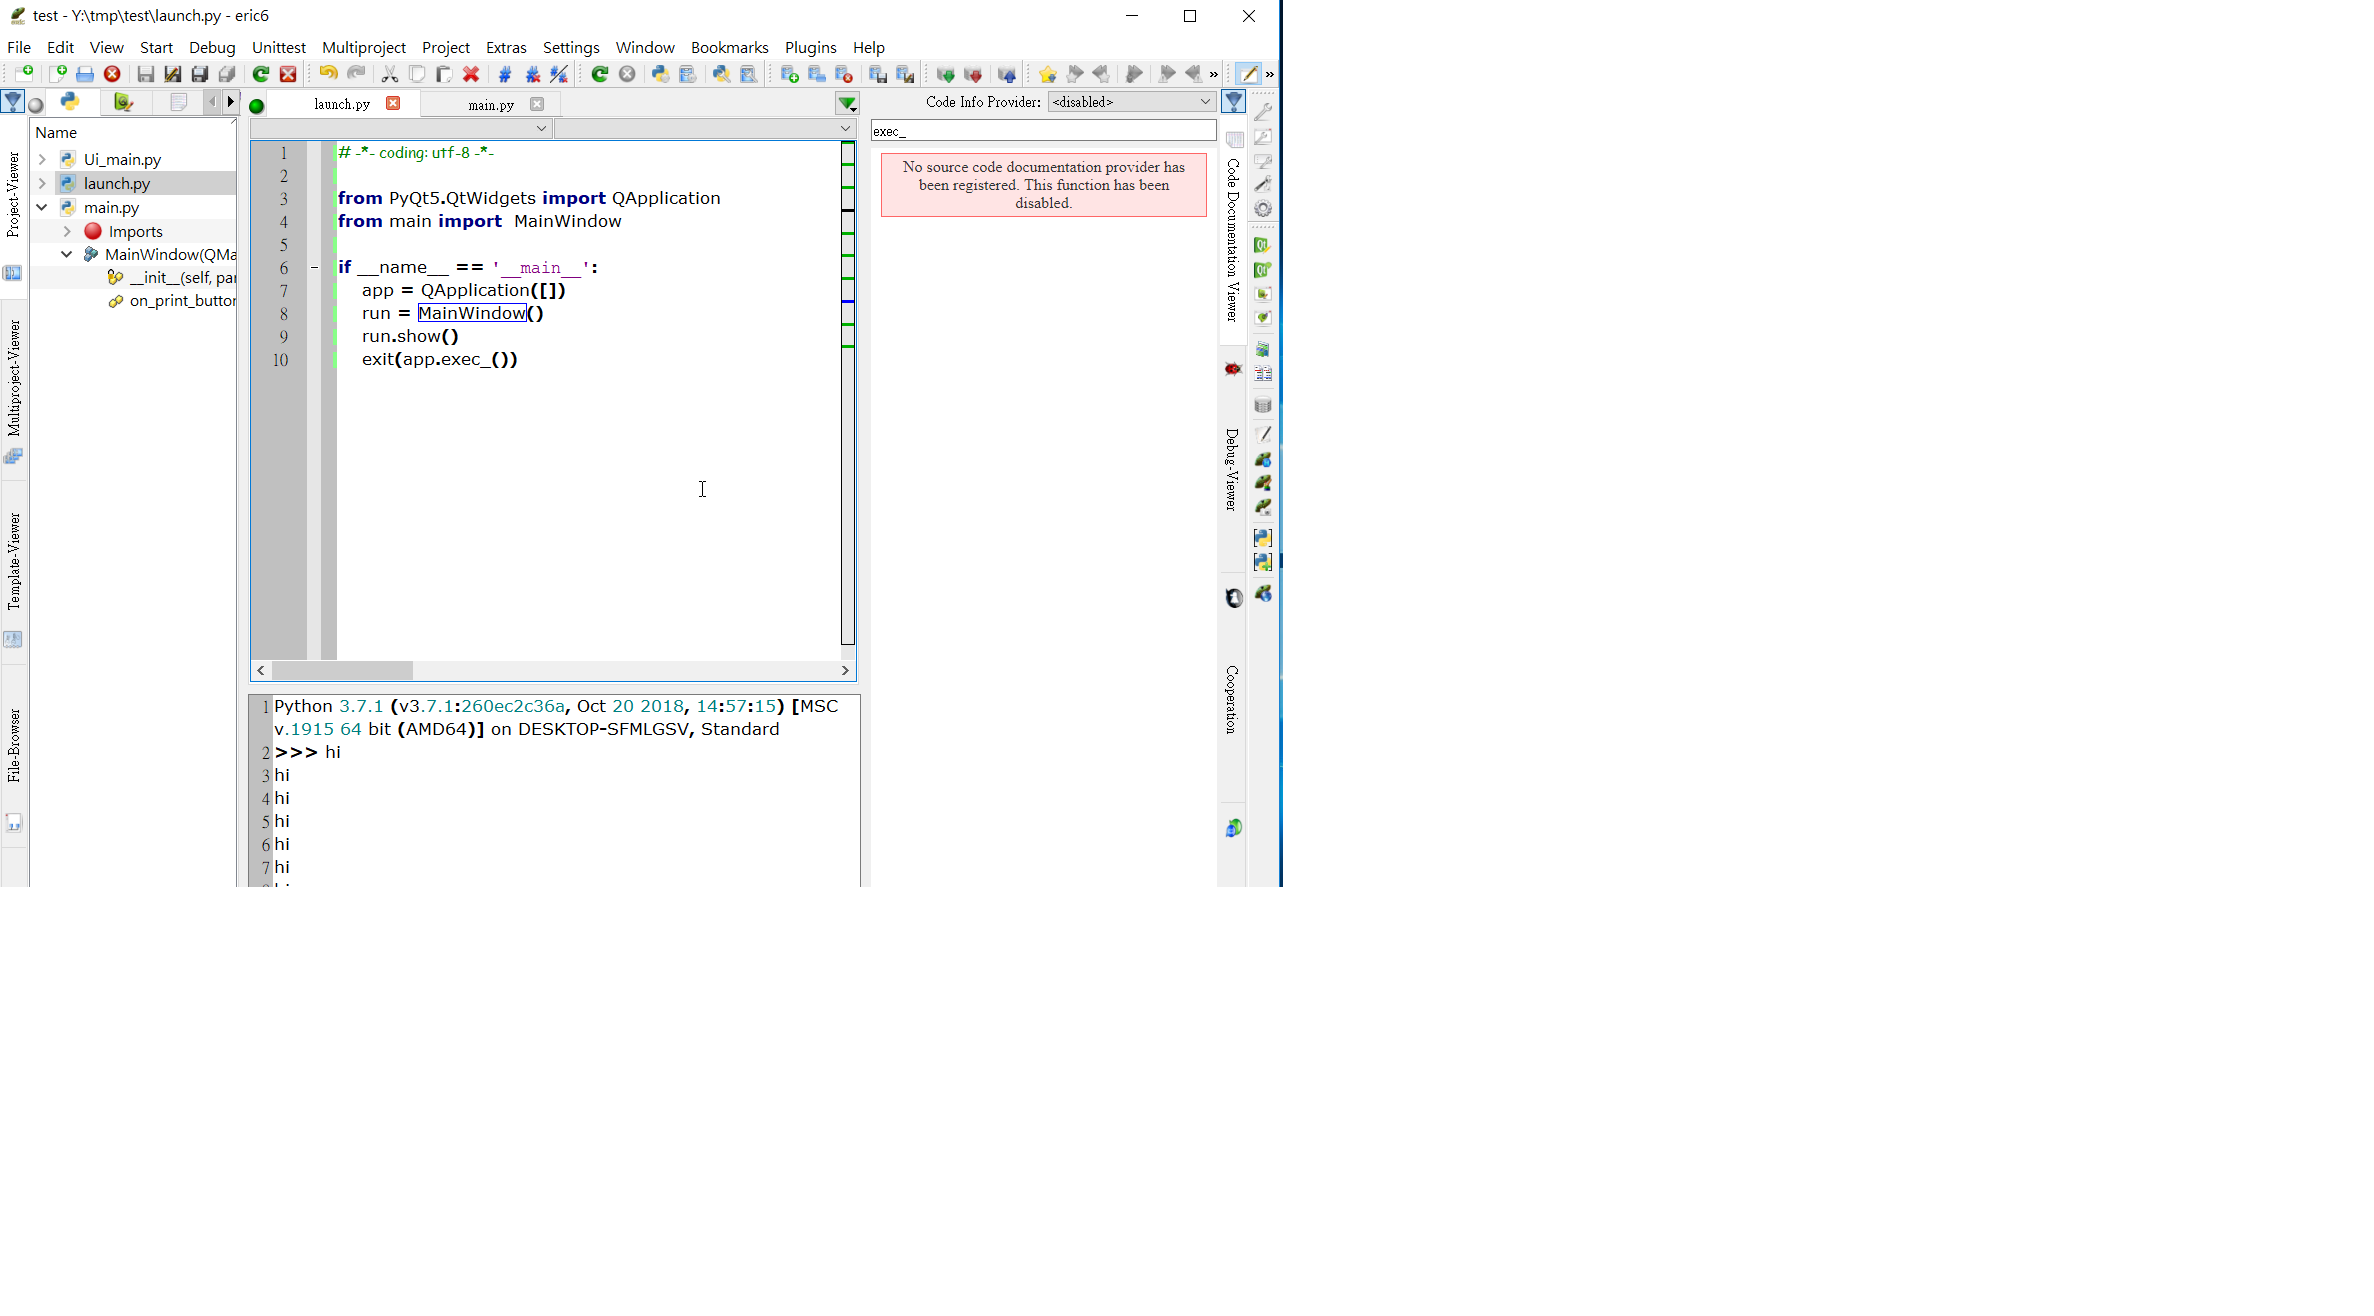 test - Y:\tmp\test\launch.py - eric6
File Edit View Start Debug Unittest Multiproject Project Extras Settings Window Bookmarks Plugins Help
Project-Viewer
Multiproject-Viewer
Template-Viewer
File-Browser
Name
Ui_main.py
launch.py
main.py
Imports
MainWindow(QMa
__init__(self, par
on_print_buttor
launch.py main.py
1 # -*- coding: utf-8 -*-
2
3 from PyQt5.QtWidgets import QApplication
4 from main import  MainWindow
5
6 if __name__ == '__main__':
7     app = QApplication([])
8     run = MainWindow()
9     run.show()
10     exit(app.exec_())
1 Python 3.7.1 (v3.7.1:260ec2c36a, Oct 20 2018, 14:57:15) [MSC
v.1915 64 bit (AMD64)] on DESKTOP-SFMLGSV, Standard
2 >>> hi
3 hi
4 hi
5 hi
6 hi
7 hi
Code Info Provider: <disabled>
exec_
No source code documentation provider has
been registered. This function has been
disabled.
Code Documentation Viewer
Debug-Viewer
Cooperation